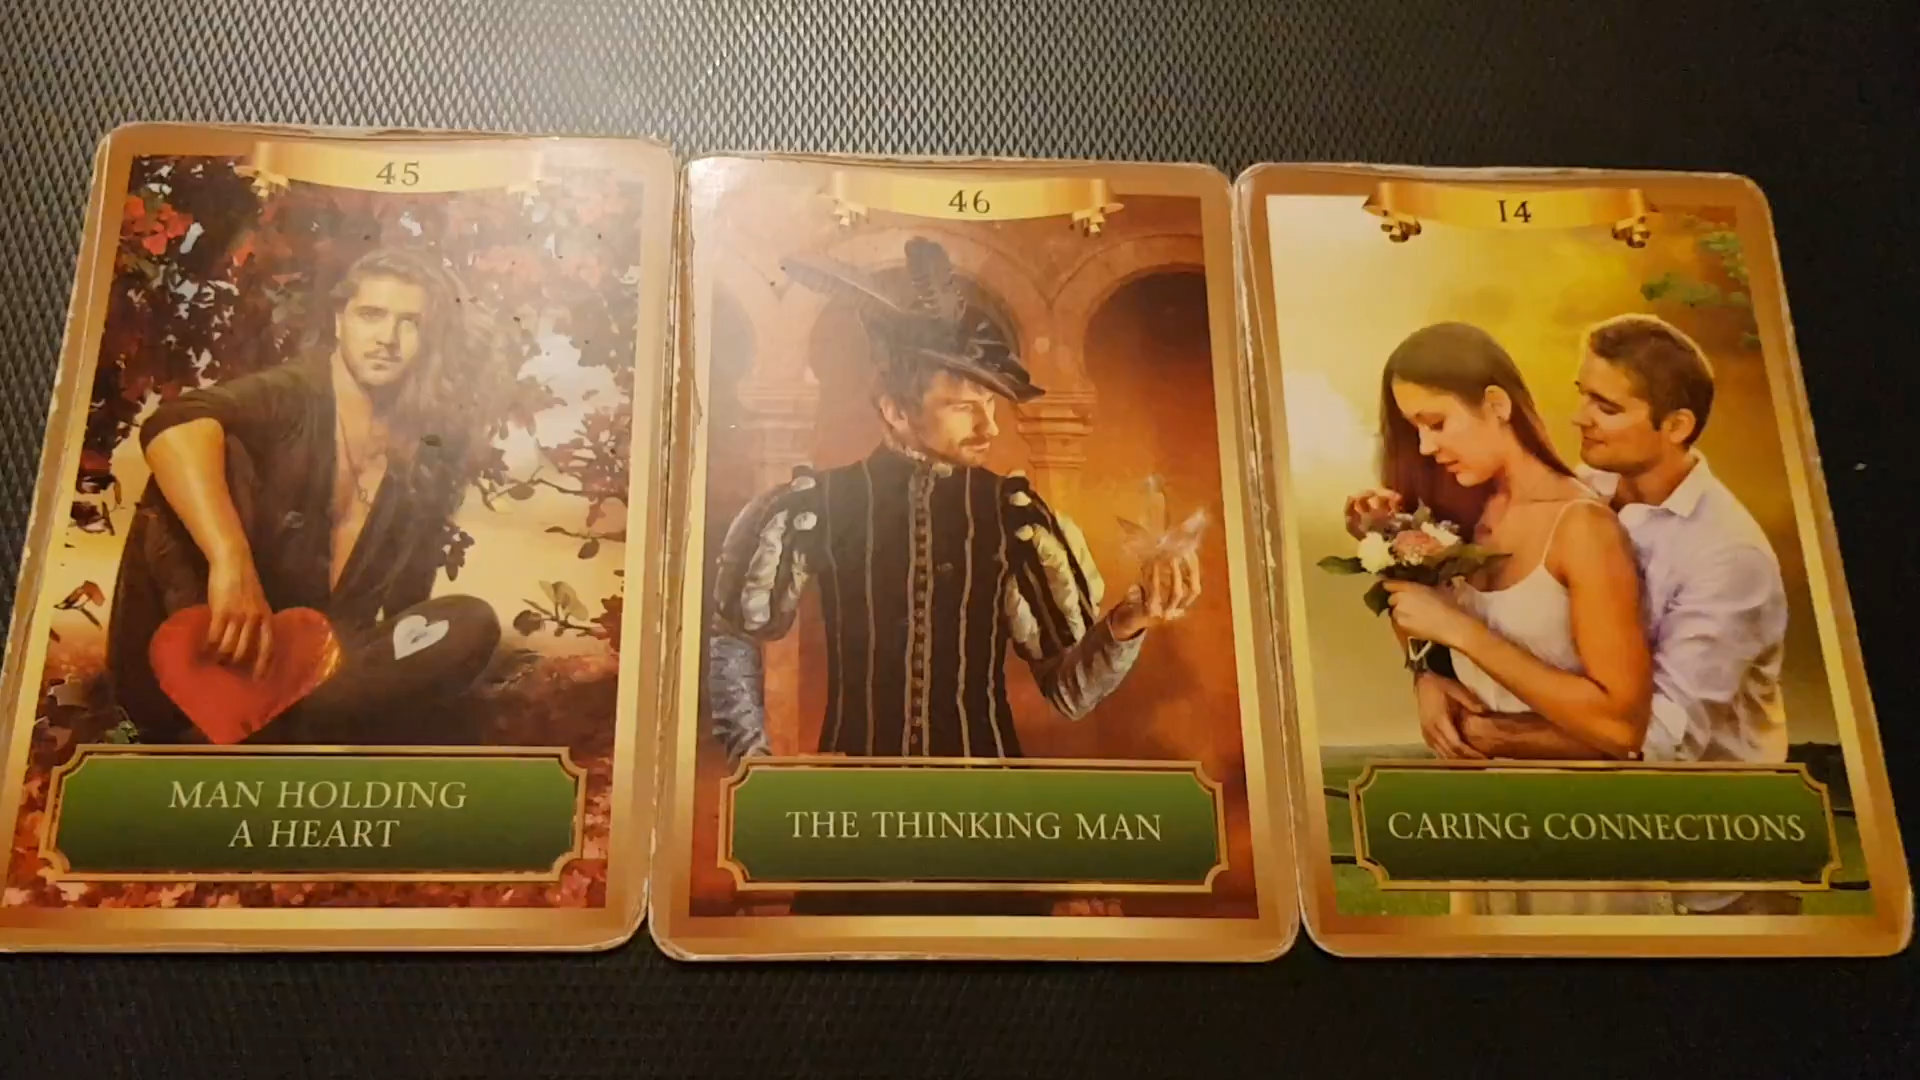 45
MAN HOLDING
A HEART
46
THE THINKING MAN
14
CARING CONNECTIONS